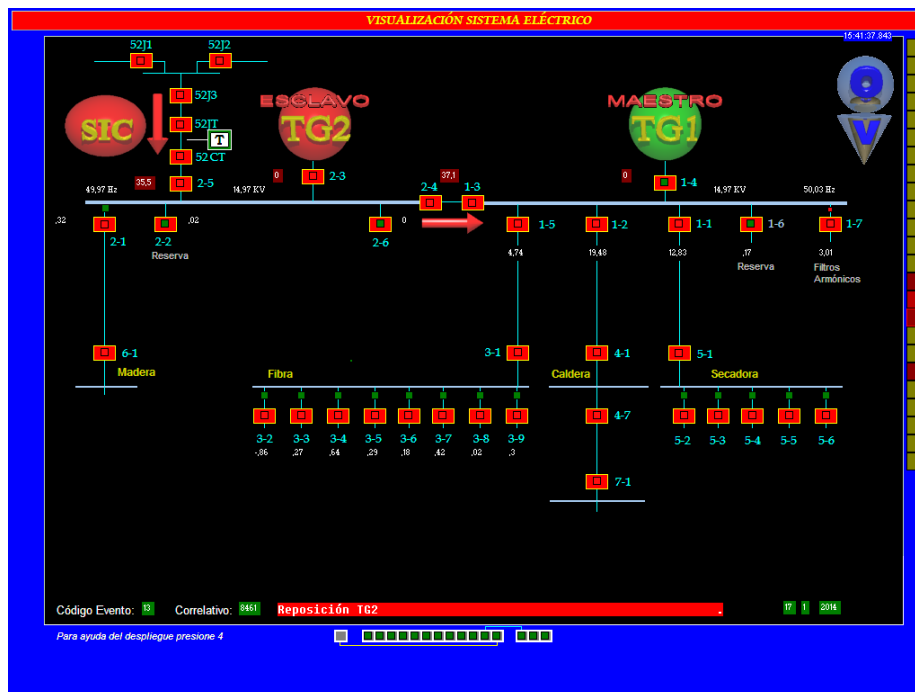 VISUALIZACIÓN SISTEMA ELÉCTRICO
15:41:37.843
52J1 52J2
52J3
52JT
T
52 CT
SIC
ESCLAVO
TG2
MAESTRO
TG1
O
V
2-5 2-3 2-4 1-3 1-4
35,5 0 37,1 0
49,97 Hz 14,97 KV 14,97 KV 50,03 Hz
,32 2-1 2-2 ,02 2-6 0 1-5 1-2 1-1 1-6 1-7
Reserva
4,74 19,48 12,83 ,17 3,01
Reserva
Filtros
Armónicos
6-1 3-1 4-1 5-1
Madera Fibra Caldera Secadora
3-2 3-3 3-4 3-5 3-6 3-7 3-8 3-9 4-7 5-2 5-3 5-4 5-5 5-6
-,86 ,27 ,64 ,29 ,18 ,42 ,02 ,3
7-1
Código Evento: 13 Correlativo: 8461 Reposición TG2 . 17 1 2014
Para ayuda del despliegue presione 4